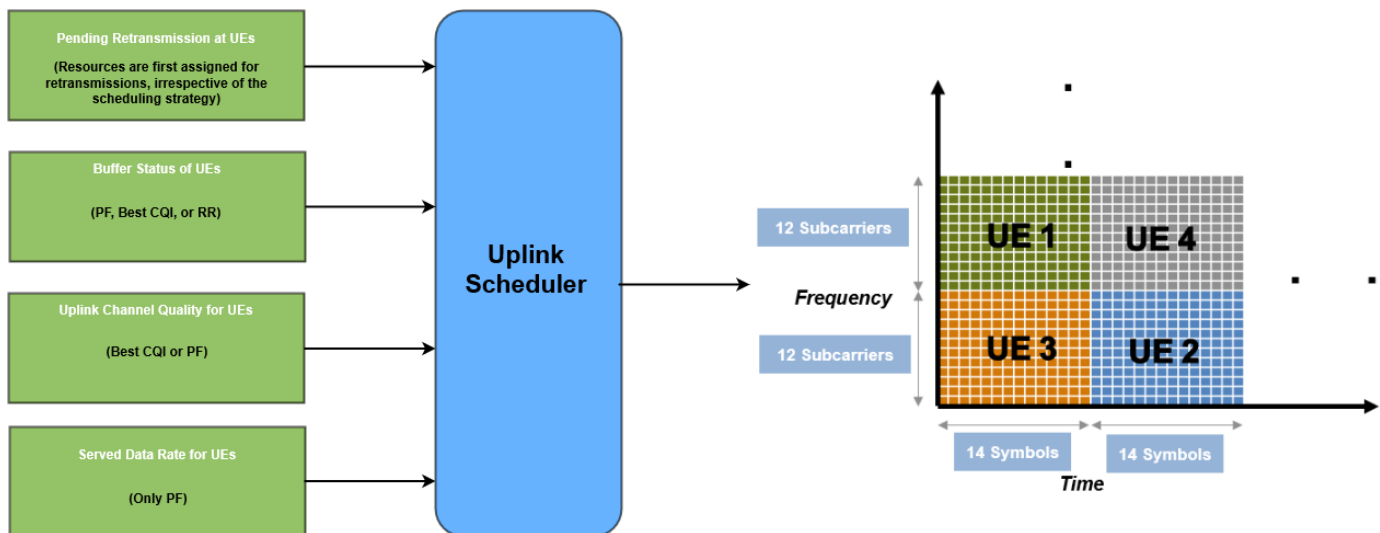 Pending Retransmission at UEs
(Resources are first assigned for
retransmissions, irrespective of the
scheduling strategy)
Buffer Status of UEs
(PF, Best CQI, or RR)
Uplink Channel Quality for UEs
(Best CQI or PF)
Served Data Rate for UEs
(Only PF)
Uplink
Scheduler
12 Subcarriers
Frequency
12 Subcarriers
UE 1
UE 4
UE 3
UE 2
14 Symbols
14 Symbols
Time